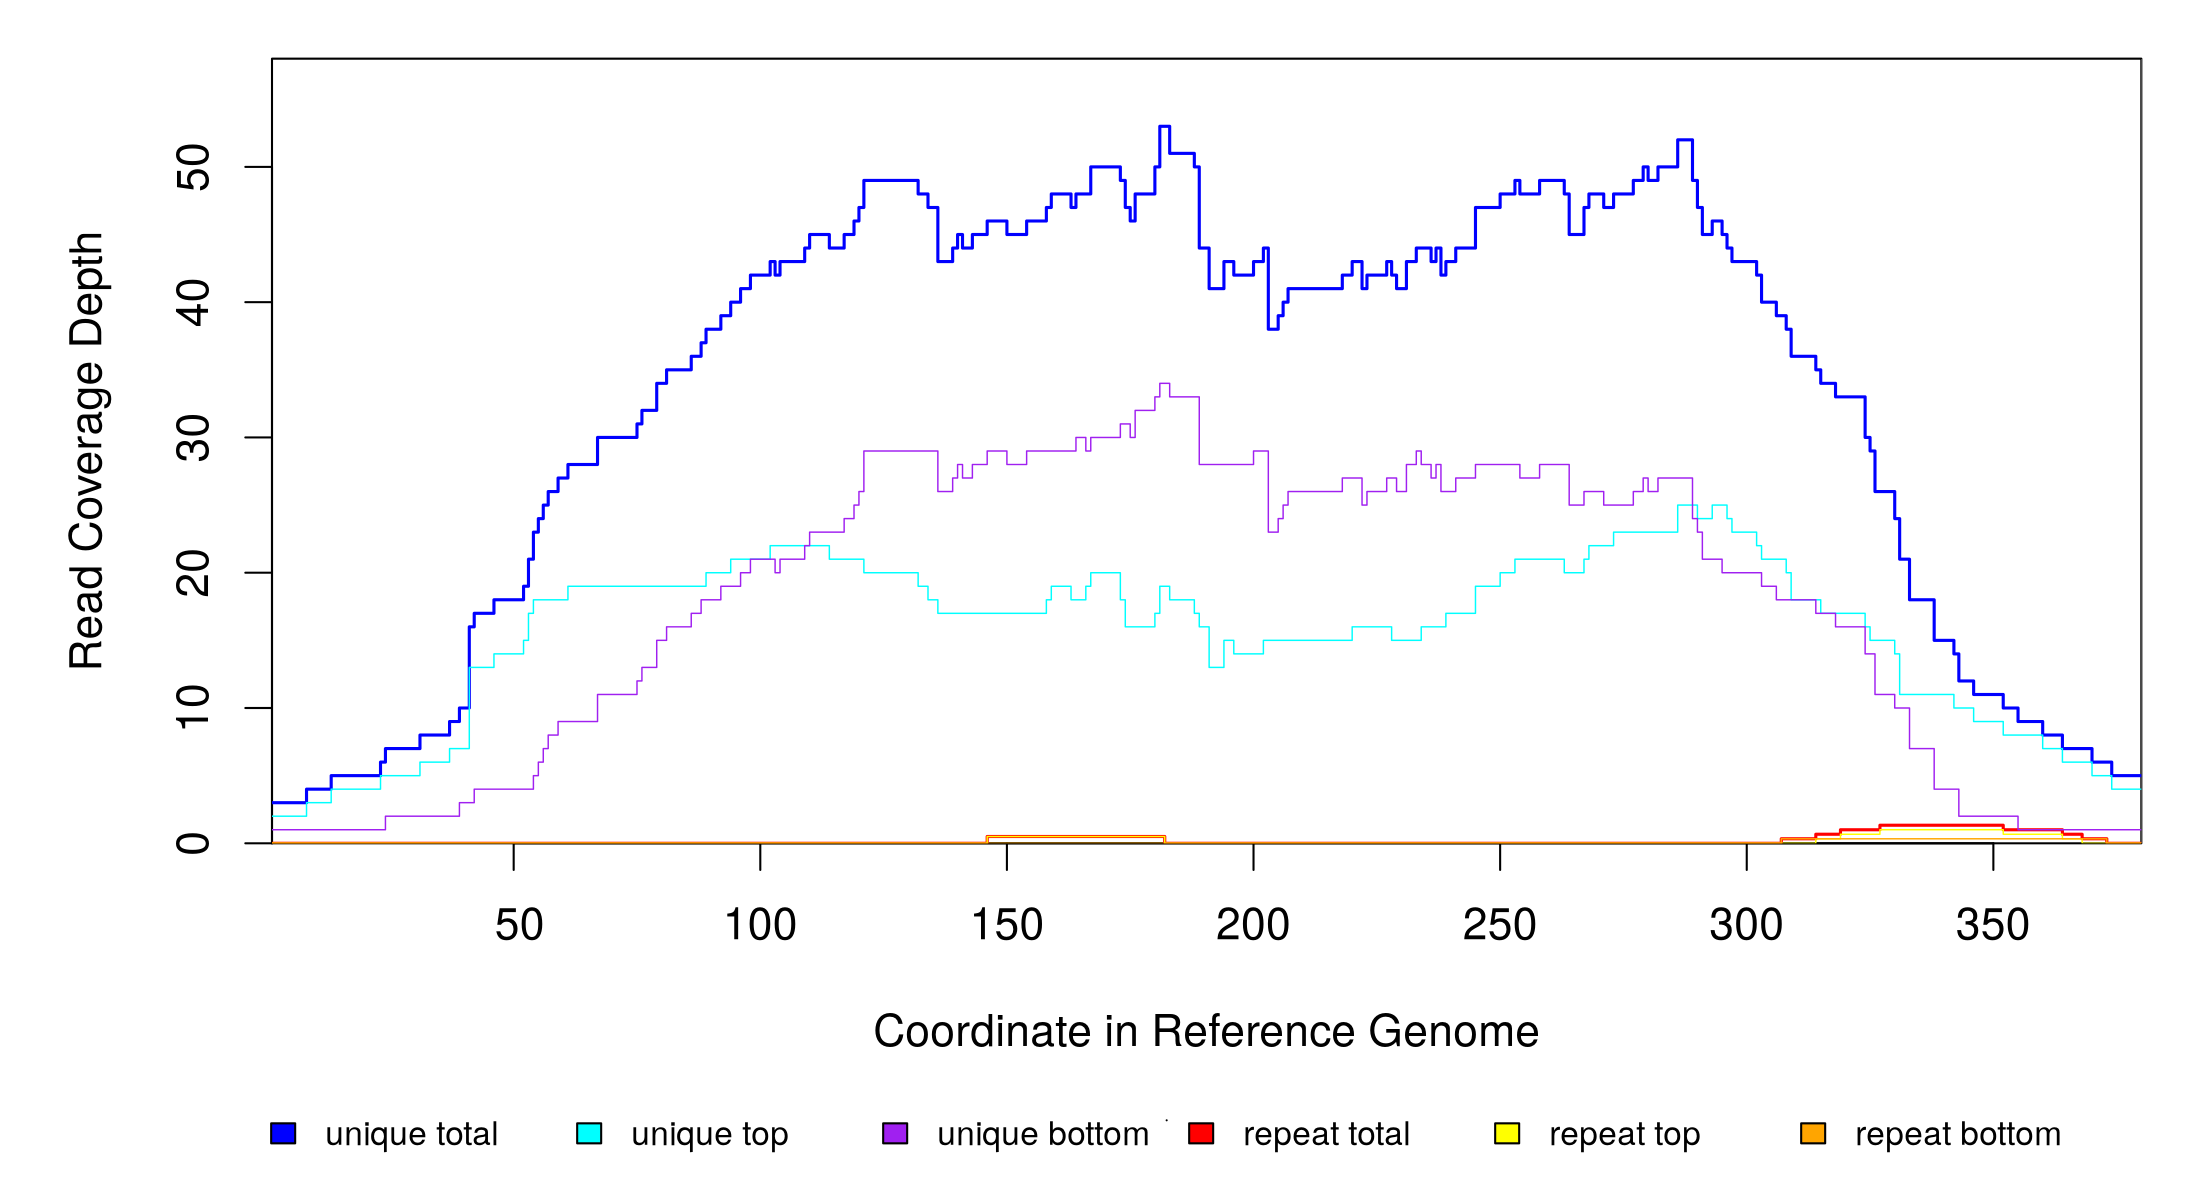 Read Coverage Depth
50
40
30
20
10
0
50 100 150 200 250 300 350
Coordinate in Reference Genome
unique total unique top unique bottom repeat total repeat top repeat bottom